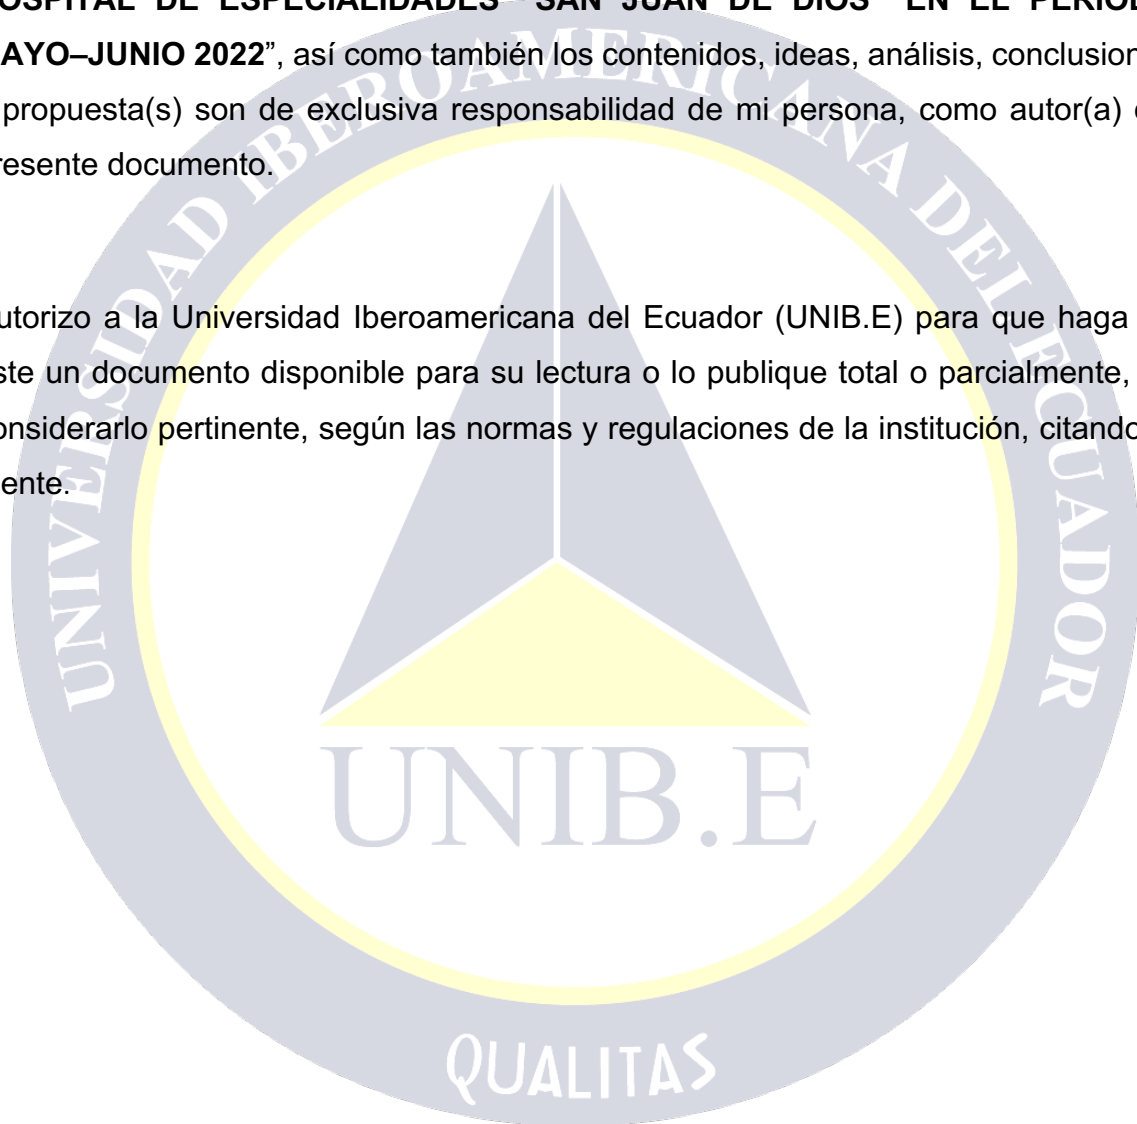 OSPITAL DE ESPECIALIDADES SAN JUAN DE DIOS EN EL PERIOD
AYO–JUNIO 2022”, así como también los contenidos, ideas, análisis, conclusion
propuesta(s) son de exclusiva responsabilidad de mi persona, como autor(a)
resente documento.
utorizo a la Universidad Iberoamericana del Ecuador (UNIB.E) para que haga
ste un documento disponible para su lectura o lo publique total o parcialmente,
onsiderarlo pertinente, según las normas y regulaciones de la institución, citando
ente.
UNIVERSIDAD IBEROAMERICANA DEL ECUADOR
UNIB.E
QUALITAS